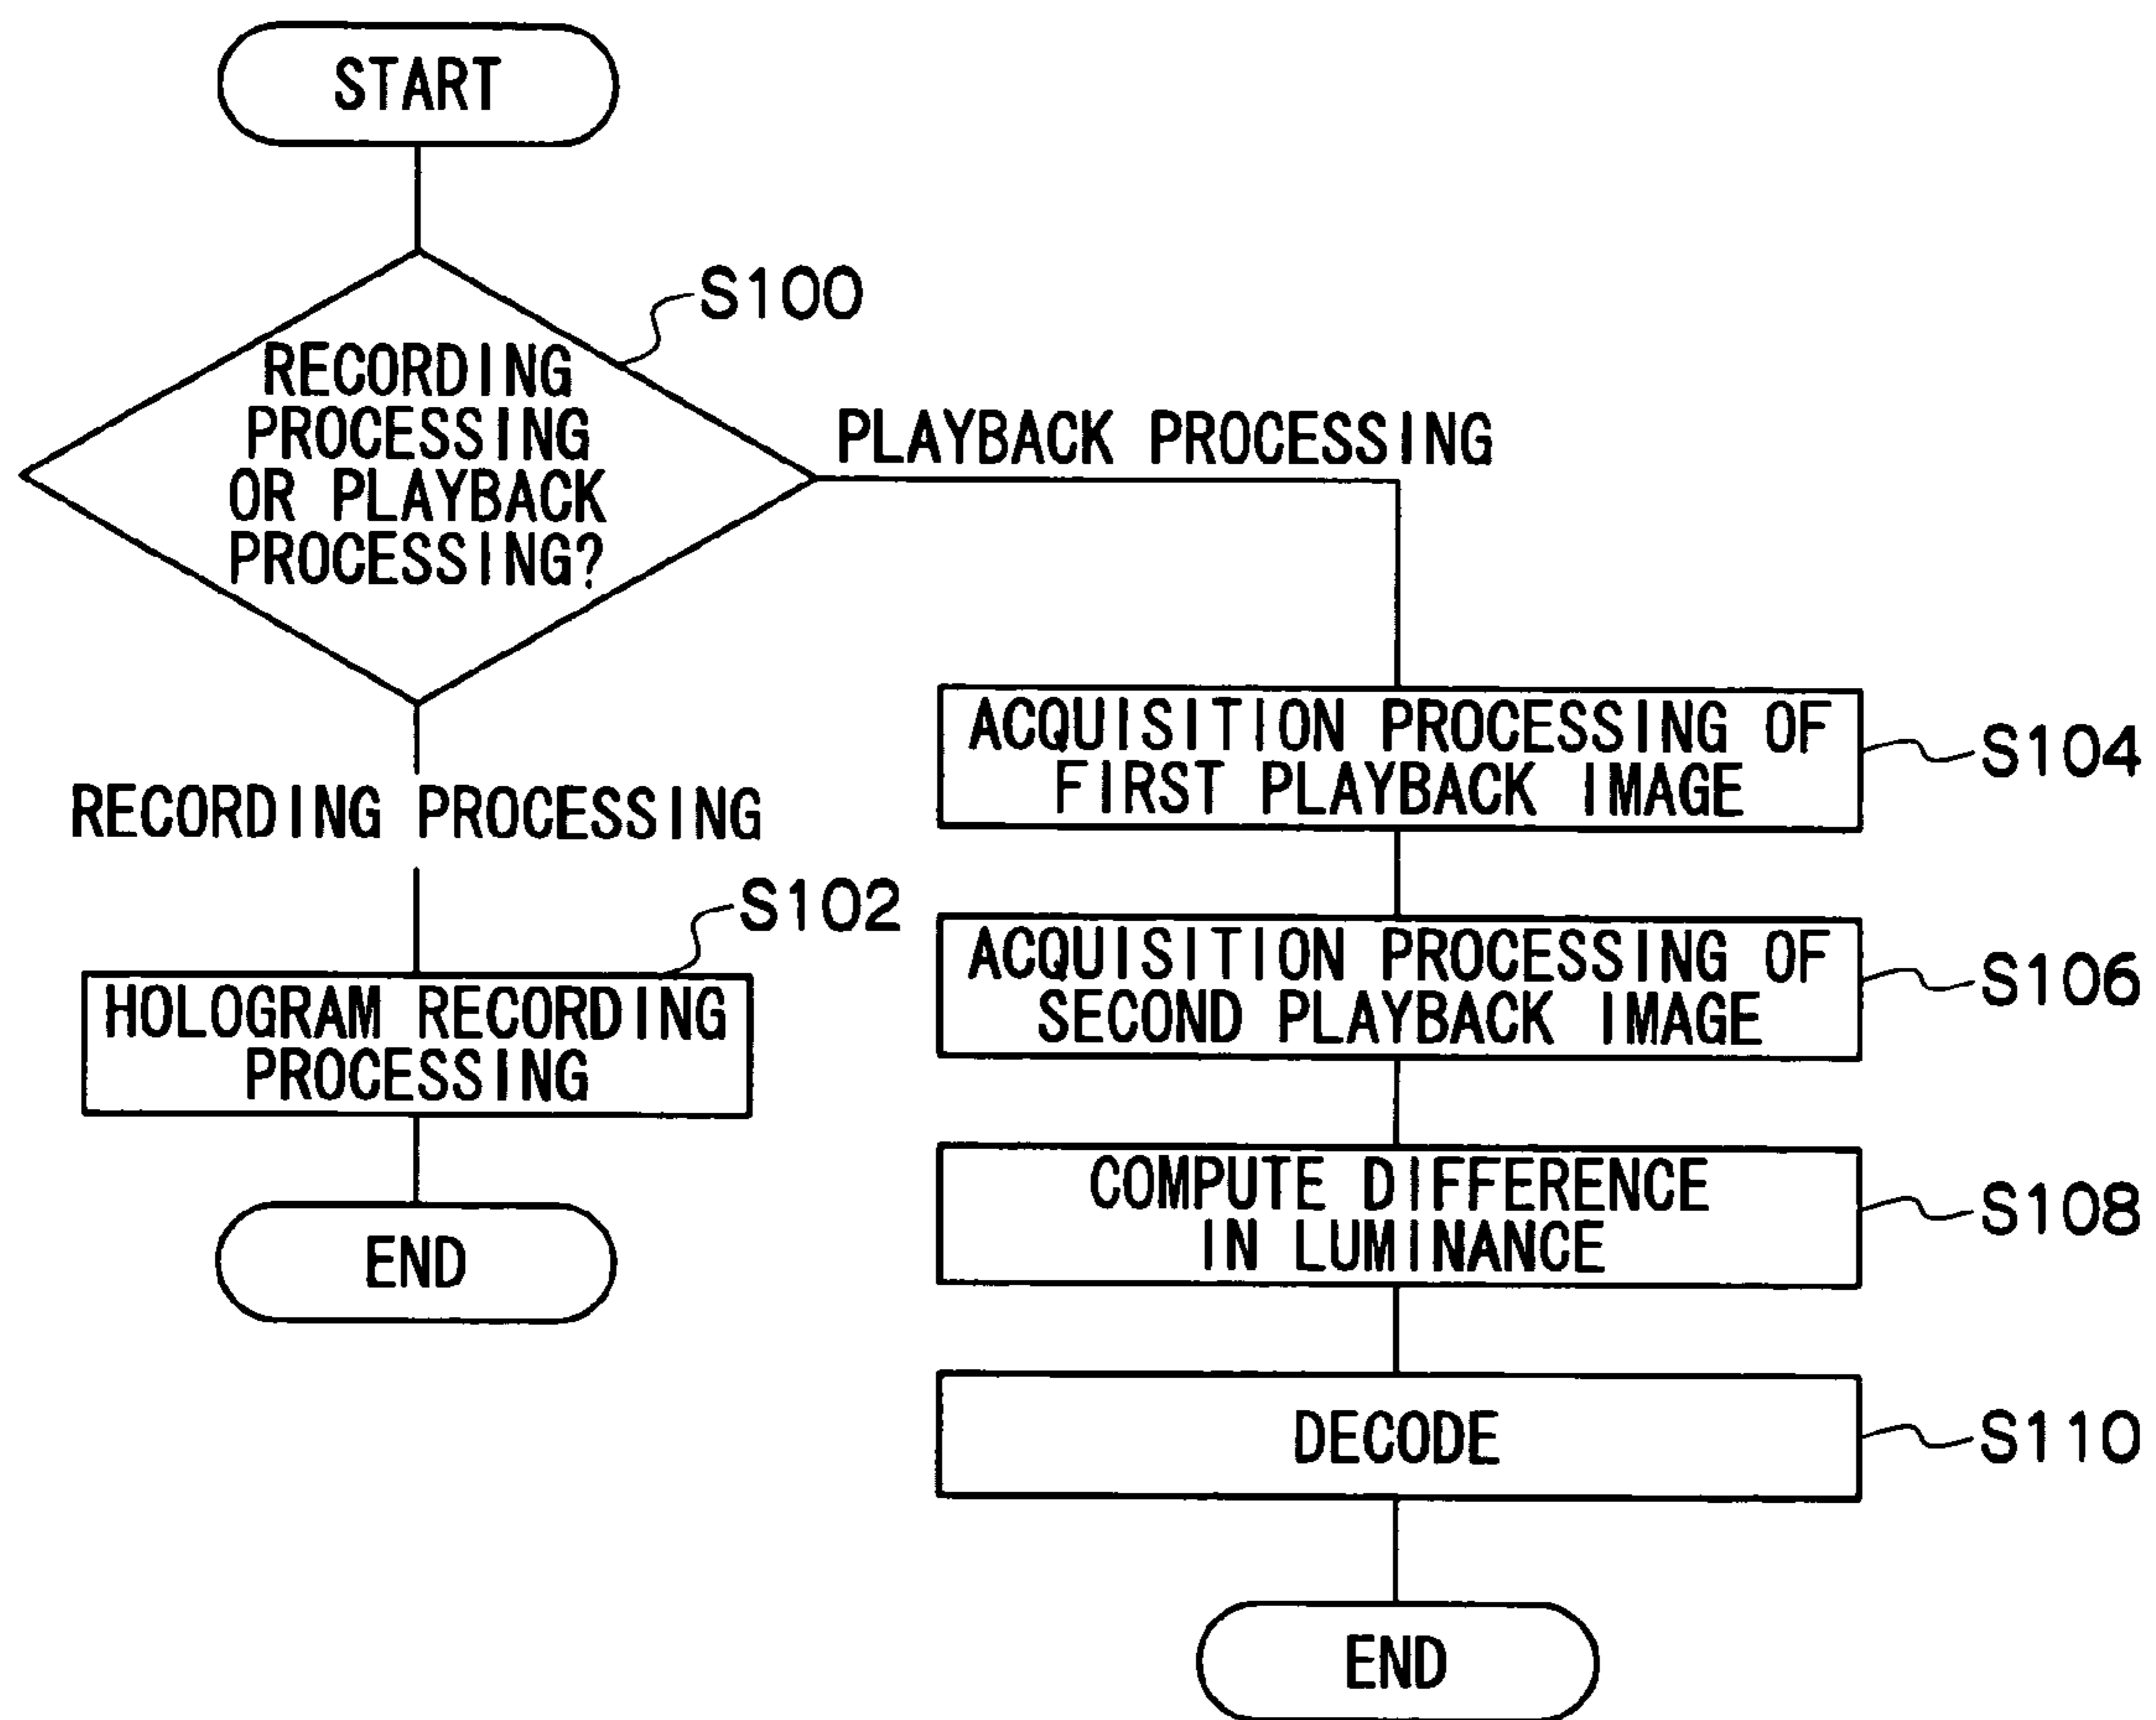 START
S100
RECORDING
PROCESSING
OR PLAYBACK
PROCESSING?
PLAYBACK PROCESSING
RECORDING PROCESSING
S102
HOLOGRAM RECORDING
PROCESSING
END
ACQUISITION PROCESSING OF
FIRST PLAYBACK IMAGE
S104
ACQUISITION PROCESSING OF
SECOND PLAYBACK IMAGE
S106
COMPUTE DIFFERENCE
IN LUMINANCE
S108
DECODE
S110
END